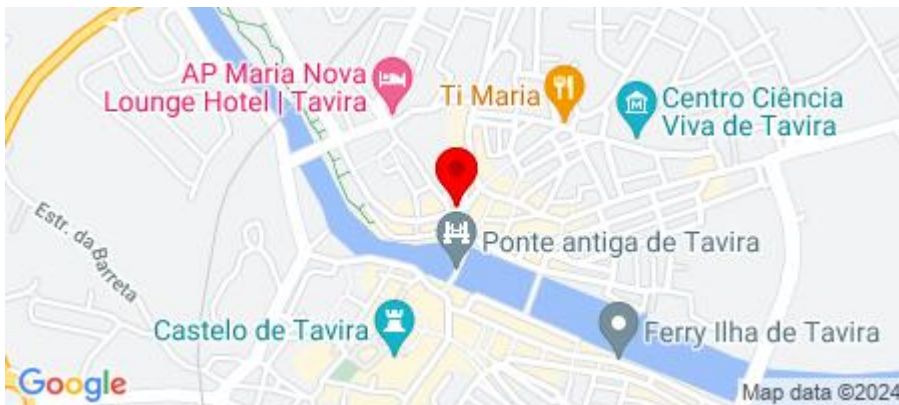 AP Maria Nova
Lounge Hotel | Tavira
Ti Maria
Centro Ciência
Viva de Tavira
Estr. da Barreta
Ponte antiga de Tavira
Castelo de Tavira
Ferry Ilha de Tavira
Google
Map data ©2024